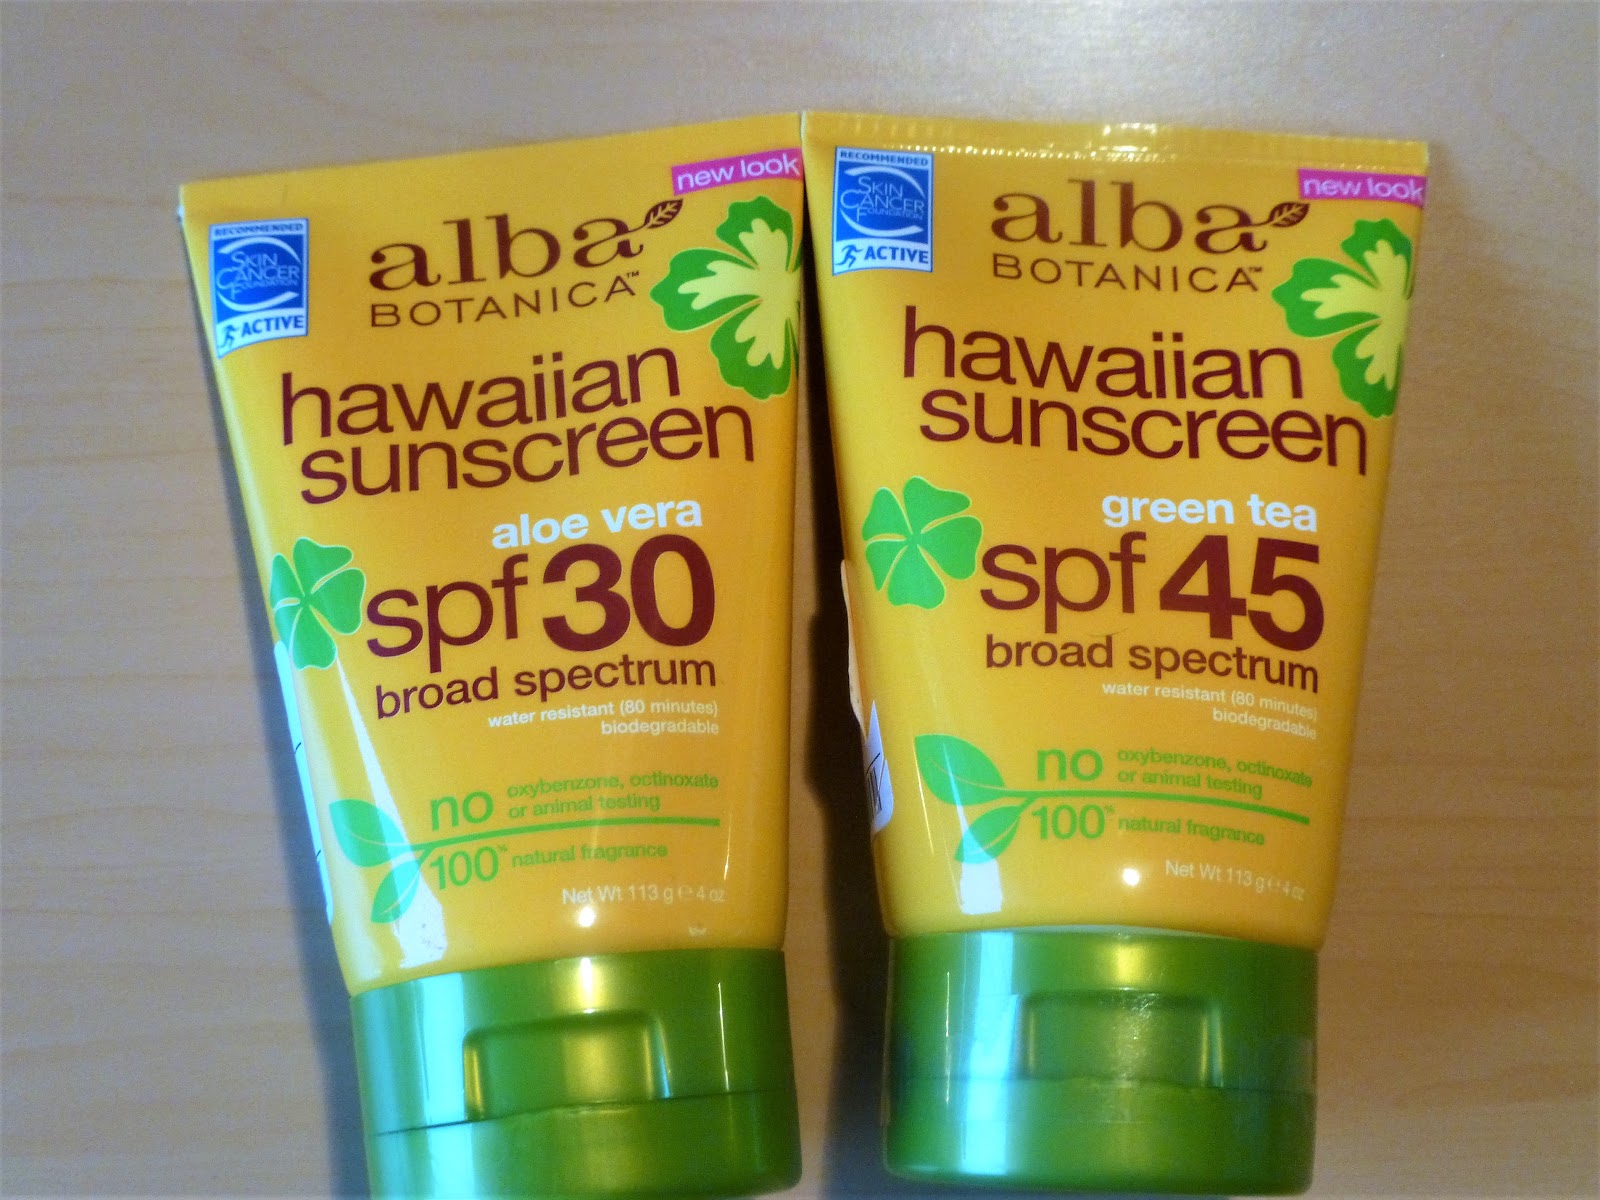 new look
RECOMMENDED
SKIN
CANCER
FOUNDATION
ACTIVE
alba
BOTANICA™
hawaiian
sunscreen
aloe vera
spf 30
broad spectrum
water resistant (80 minutes)
biodegradable
no oxybenzone, octinoxate
or animal testing
100% natural fragrance
Net Wt 113 g e 4 oz
new look
RECOMMENDED
SKIN
CANCER
FOUNDATION
ACTIVE
alba
BOTANICA™
hawaiian
sunscreen
green tea
spf 45
broad spectrum
water resistant (80 minutes)
biodegradable
no oxybenzone, octinoxate
or animal testing
100% natural fragrance
Net Wt 113 g e 4 oz